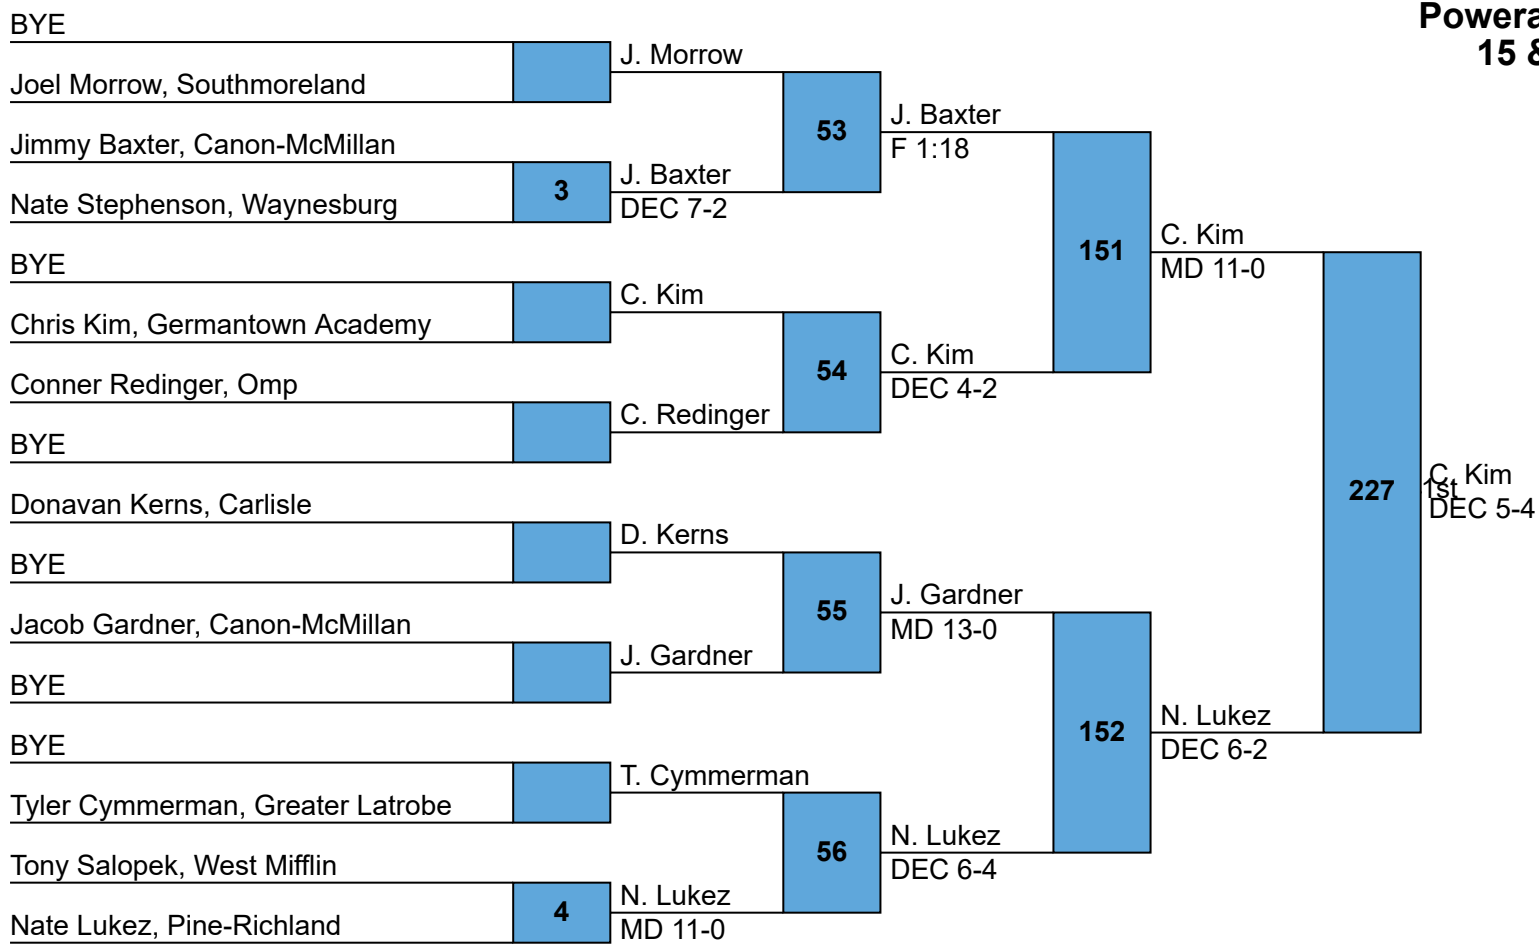 BYE
Joel Morrow, Southmoreland
Jimmy Baxter, Canon-McMillan
3
Nate Stephenson, Waynesburg
BYE
Chris Kim, Germantown Academy
Conner Redinger, Omp
BYE
Donavan Kerns, Carlisle
BYE
Jacob Gardner, Canon-McMillan
BYE
BYE
Tyler Cymmerman, Greater Latrobe
Tony Salopek, West Mifflin
4
Nate Lukez, Pine-Richland
J. Morrow
53
J. Baxter
DEC 7-2
C. Kim
54
C. Redinger
D. Kerns
55
J. Gardner
T. Cymmerman
56
N. Lukez
MD 11-0
J. Baxter
F 1:18
151
C. Kim
DEC 4-2
J. Gardner
MD 13-0
152
N. Lukez
DEC 6-4
C. Kim
MD 11-0
227
N. Lukez
DEC 6-2
C. Kim
1st
DEC 5-4
15